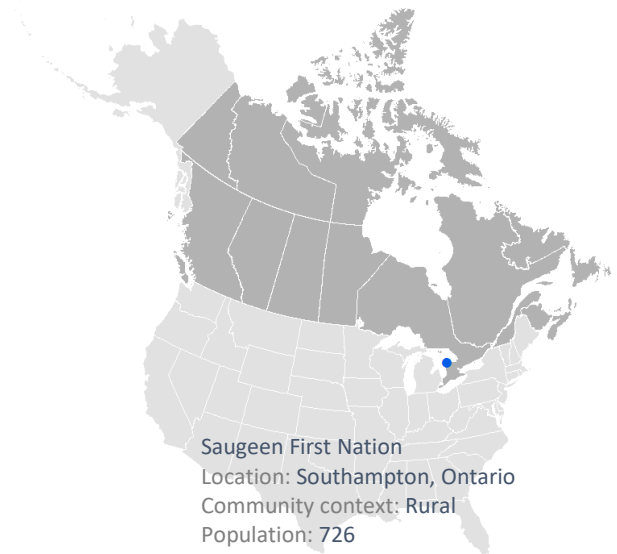 Saugeen First Nation
Location: Southampton, Ontario
Community context: Rural
Population: 726